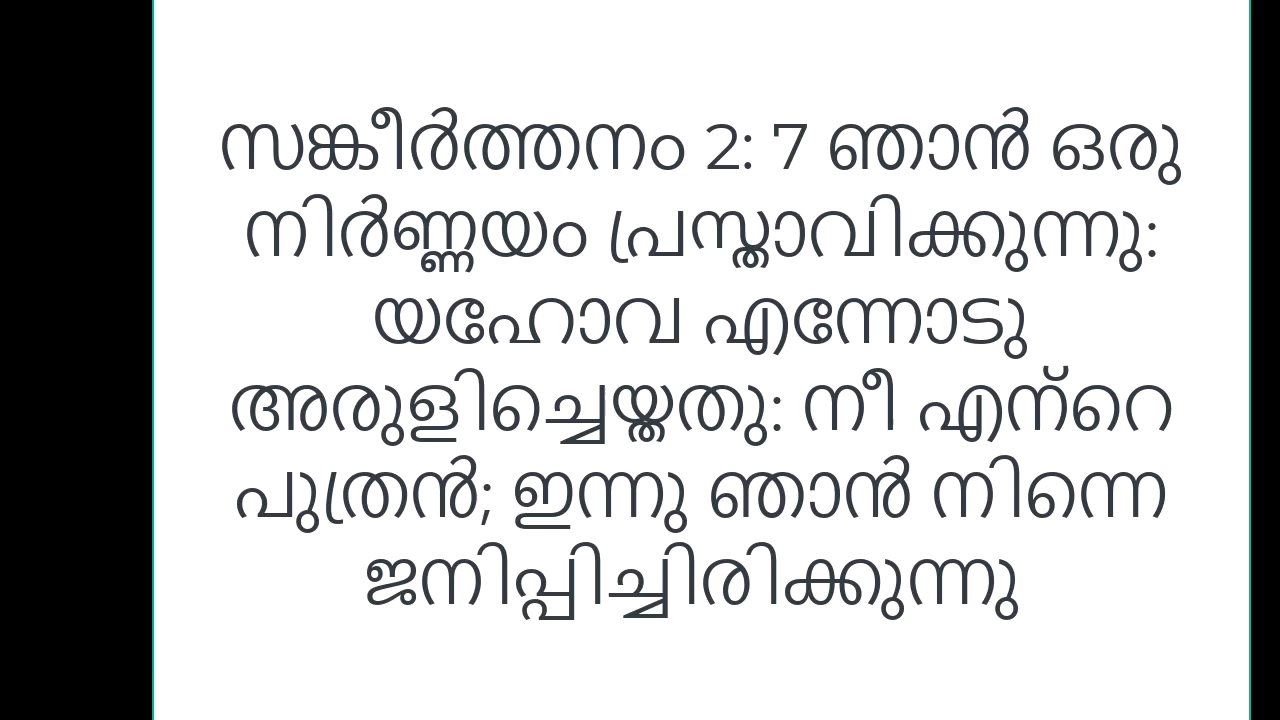 സങ്കീർത്തനം 2: 7 ഞാൻ ഒരു
നിർണ്ണയം പ്രസ്താവിക്കുന്നു:
യഹോവ എന്നോടു
അരുളിച്ചെയ്തതു: നീ എന്റെ
പുത്രൻ; ഇന്നു ഞാൻ നിന്നെ
ജനിപ്പിച്ചിരിക്കുന്നു